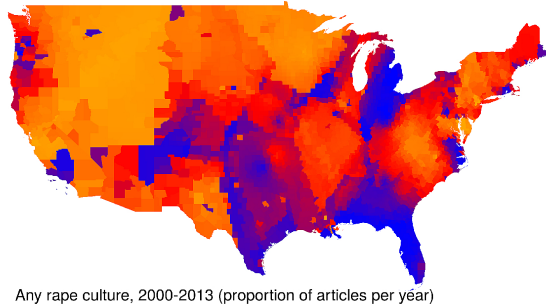 Any rape culture, 2000-2013 (proportion of articles per year)